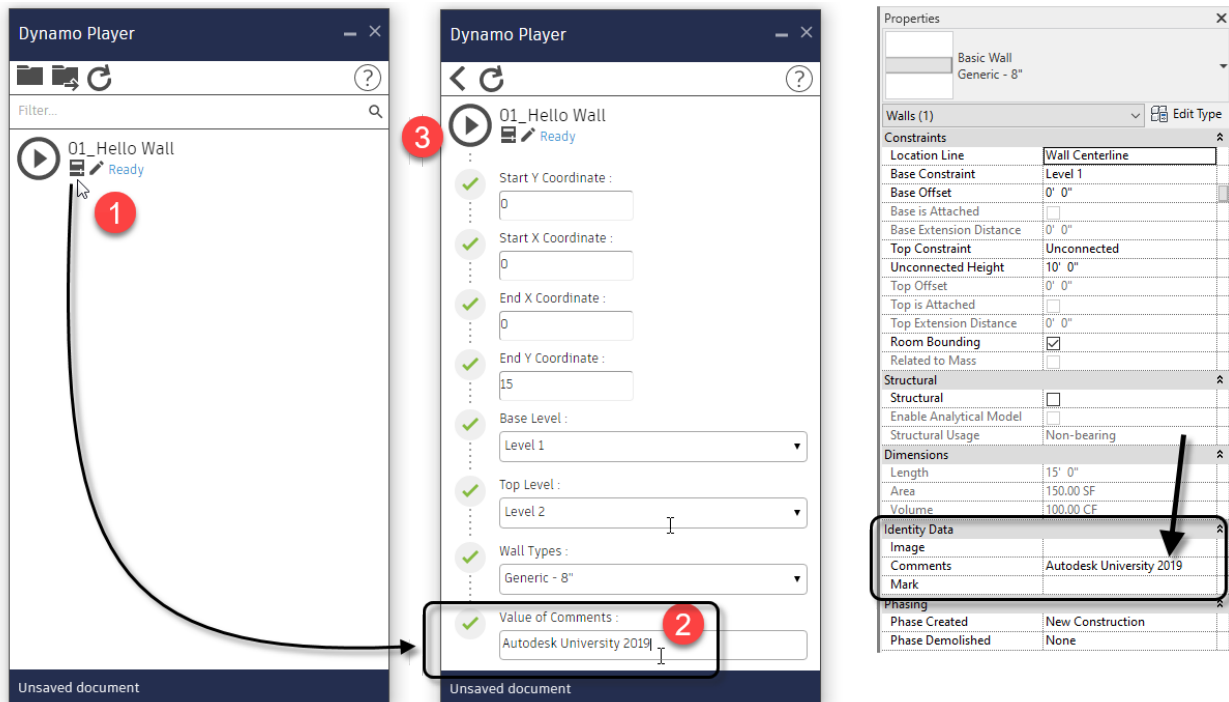 Dynamo Player
Filter...
01_Hello Wall
Ready
1
Unsaved document
Dynamo Player
?
3
01_Hello Wall
Ready
Start Y Coordinate :
0
Start X Coordinate :
0
End X Coordinate :
0
End Y Coordinate :
15
Base Level :
Level 1
Top Level :
Level 2
Wall Types :
Generic - 8"
Value of Comments :
2
Autodesk University 2019
Unsaved document
Properties
Basic Wall
Generic - 8"
Walls (1) Edit Type
Constraints
Location Line Wall Centerline
Base Constraint Level 1
Base Offset 0' 0"
Base is Attached
Base Extension Distance 0' 0"
Top Constraint Unconnected
Unconnected Height 10' 0"
Top Offset 0' 0"
Top is Attached
Top Extension Distance 0' 0"
Room Bounding
Related to Mass
Structural
Structural
Enable Analytical Model
Structural Usage Non-bearing
Dimensions
Length 15' 0"
Area 150.00 SF
Volume 100.00 CF
Identity Data
Image
Comments Autodesk University 2019
Mark
Phasing
Phase Created New Construction
Phase Demolished None